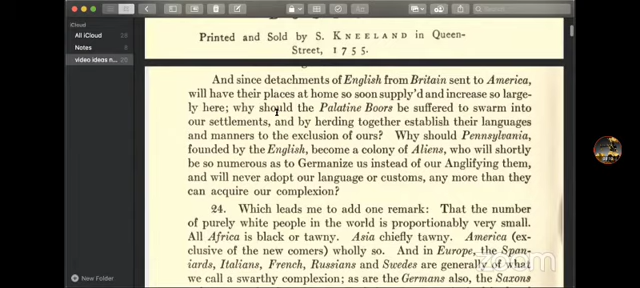 iCloud
All iCloud 28
Notes 8
video ideas n...
New Folder
Printed and Sold by S. KNEELAND in Queen-
Street, 1755.
And since detachments of English from Britain sent to America,
will have their places at home so soon supply'd and increase so large-
ly here; why should the Palatine Boors be suffered to swarm into
our settlements, and by herding together establish their languages
and manners to the exclusion of ours? Why should Pennsylvania,
founded by the English, become a colony of Aliens, who will shortly
be so numerous as to Germanize us instead of our Anglifying them,
and will never adopt our language or customs, any more than they
can acquire our complexion?
24. Which leads me to add one remark: That the number
of purely white people in the world is proportionably very small.
All Africa is black or tawny. Asia chiefly tawny. America (ex-
clusive of the new comers) wholly so. And in Europe, the Span-
iards, Italians, French, Russians and Swedes are generally of what
we call a swarthy complexion; as are the Germans also, the Saxons
zoom